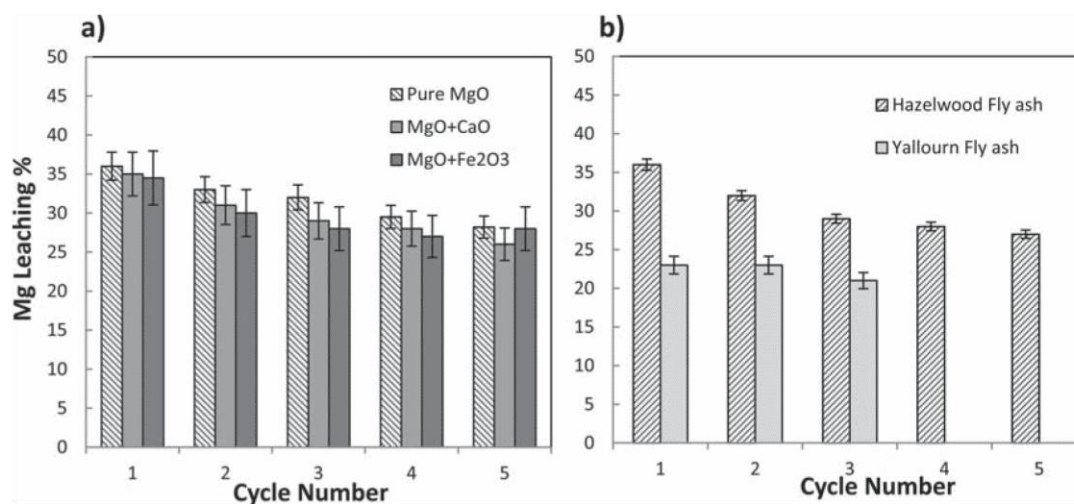 a)
50
45
40
35
30
25
20
15
10
5
0
Mg Leaching %
Pure MgO
MgO+CaO
MgO+Fe2O3
1 2 3 4 5
Cycle Number
b)
50
45
40
35
30
25
20
15
10
5
0
Hazelwood Fly ash
Yallourn Fly ash
1 2 3 4 5
Cycle Number